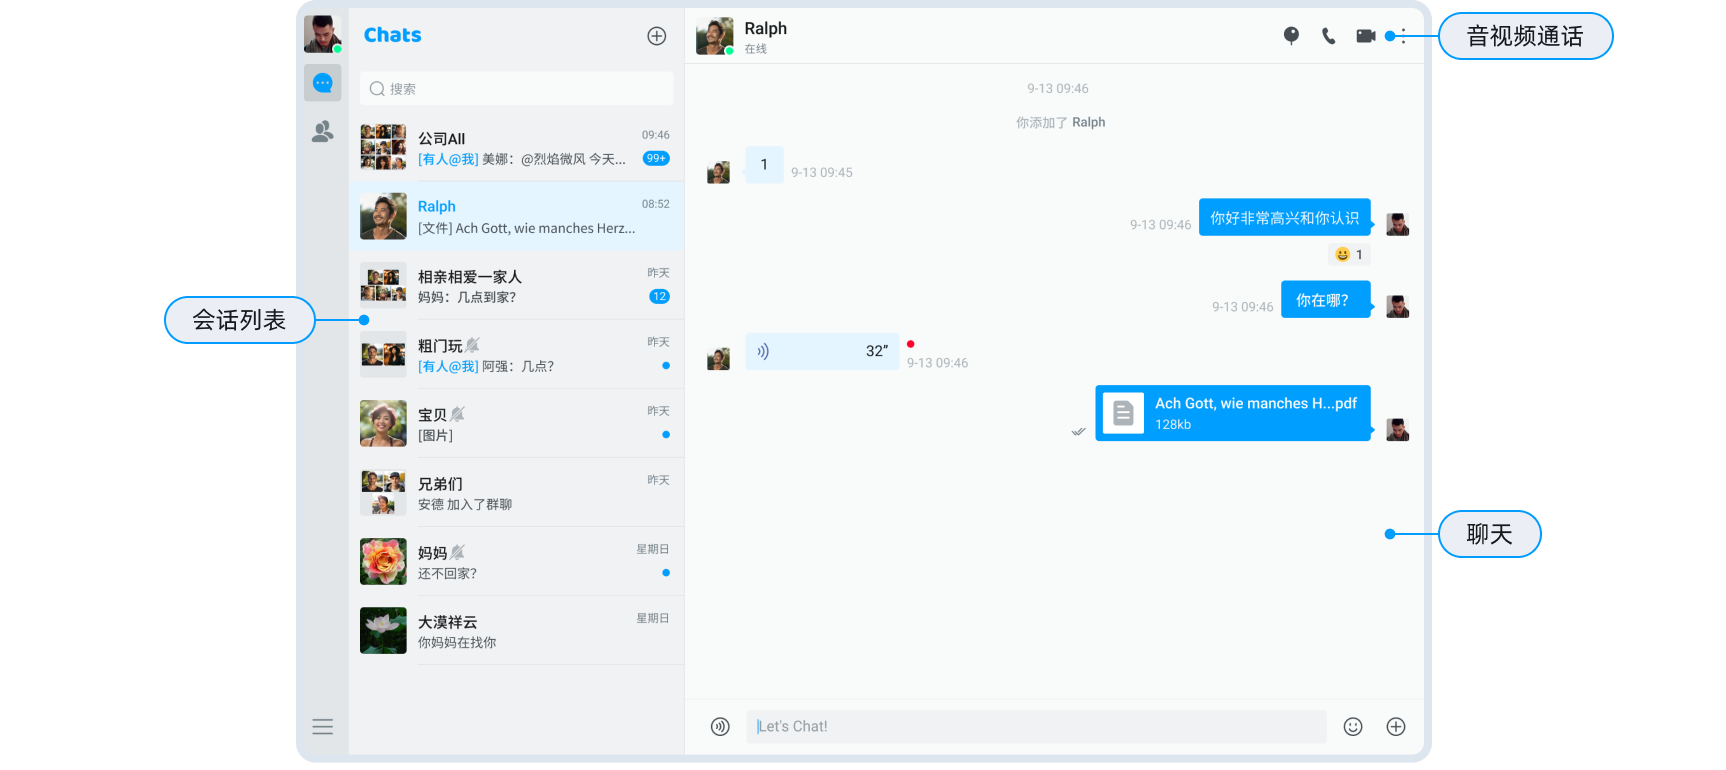 Chats
搜索
公司All
09:46
[有人@我] 美娜：@烈焰微风 今天...
99+
Ralph
08:52
[文件] Ach Gott, wie manches Herz...
相亲相爱一家人
昨天
妈妈：几点到家？
12
粗门玩
昨天
[有人@我] 阿强：几点？
宝贝
昨天
[图片]
兄弟们
昨天
安德 加入了群聊
妈妈
星期日
还不回家？
大漠祥云
星期日
你妈妈在找你
会话列表
Ralph
在线
音视频通话
9-13 09:46
你添加了 Ralph
1
9-13 09:45
9-13 09:46
你好非常高兴和你认识
1
9-13 09:46
你在哪？
32”
9-13 09:46
Ach Gott, wie manches H...pdf
128kb
聊天
Let's Chat!